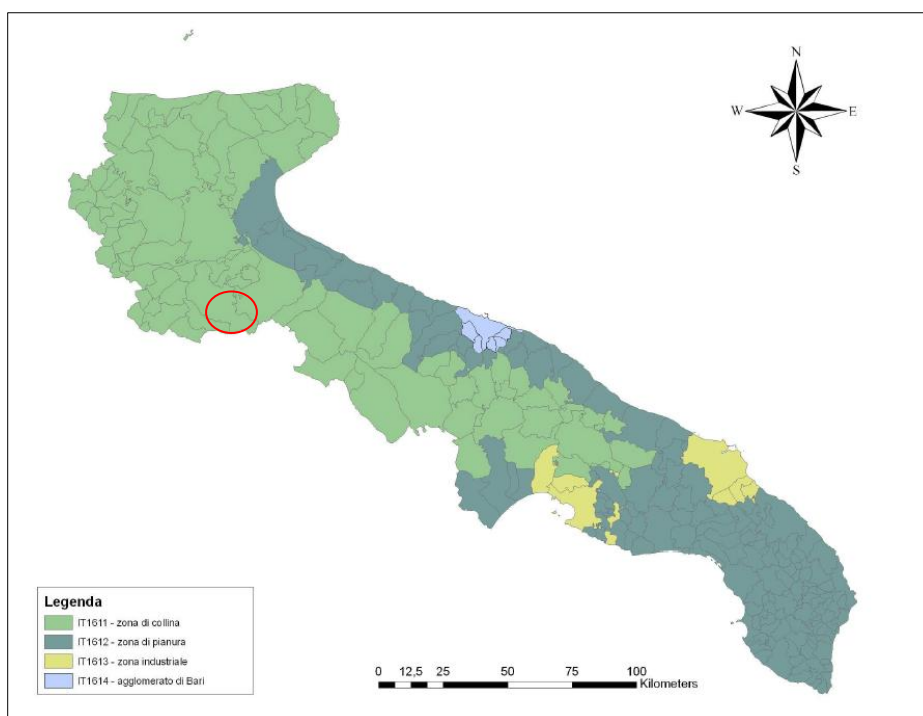 N
W E
S
Legenda
IT1611 - zona di collina
IT1612 - zona di pianura
IT1613 - zona industriale
IT1614 - agglomerato di Bari
0 12,5 25 50 75 100
Kilometers